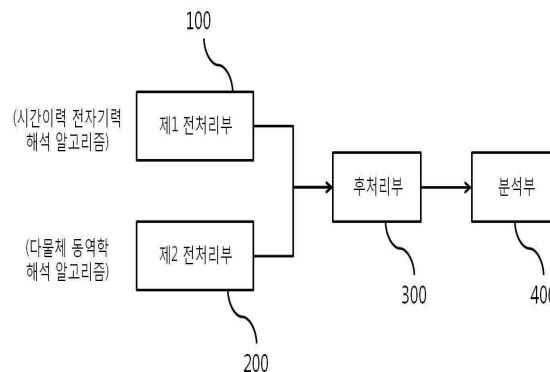 100
(시간이력 전자기력
해석 알고리즘)
제1 전처리부
후처리부
분석부
(다물체 동역학
해석 알고리즘)
제2 전처리부
300
400
200